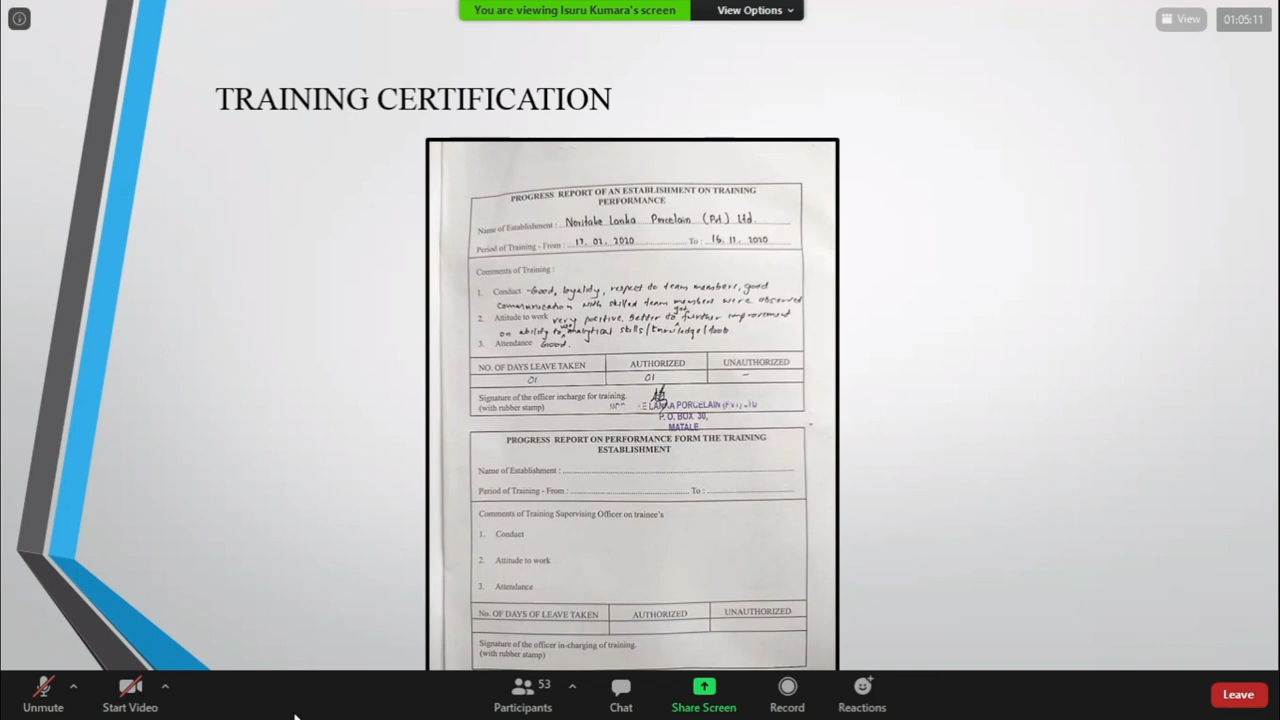 You are viewing Isuru Kumara's screen
View Options
View
01:05:11
TRAINING CERTIFICATION
PROGRESS REPORT OF AN ESTABLISHMENT ON TRAINING
PERFORMANCE
Name of Establishment : Noritake Lanka Porcelain (Pvt) Ltd.
Period of Training - From : 17. 02. 2020 To : 16. 11. 2020
Comments of Training :
1. Conduct - Good, loyality, respect to team members, good
communication with skilled team members were observed
2. Attitude to work very positive. Better to get further improvement
on ability to use analytical skills/knowledge/tools
3. Attendance Good.
NO. OF DAYS LEAVE TAKEN AUTHORIZED UNAUTHORIZED
01 01 -
Signature of the officer incharge for training.
(with rubber stamp)
LANKA PORCELAIN
P. O. BOX 30,
MATALE
PROGRESS REPORT ON PERFORMANCE FORM THE TRAINING
ESTABLISHMENT
Name of Establishment :
Period of Training - From : To :
Comments of Training Supervising Officer on trainee's
1. Conduct
2. Attitude to work
3. Attendance
No. OF DAYS OF LEAVE TAKEN AUTHORIZED UNAUTHORIZED
Signature of the officer in-charging of training.
(with rubber stamp)
Unmute
Start Video
53
Participants
Chat
Share Screen
Record
Reactions
Leave